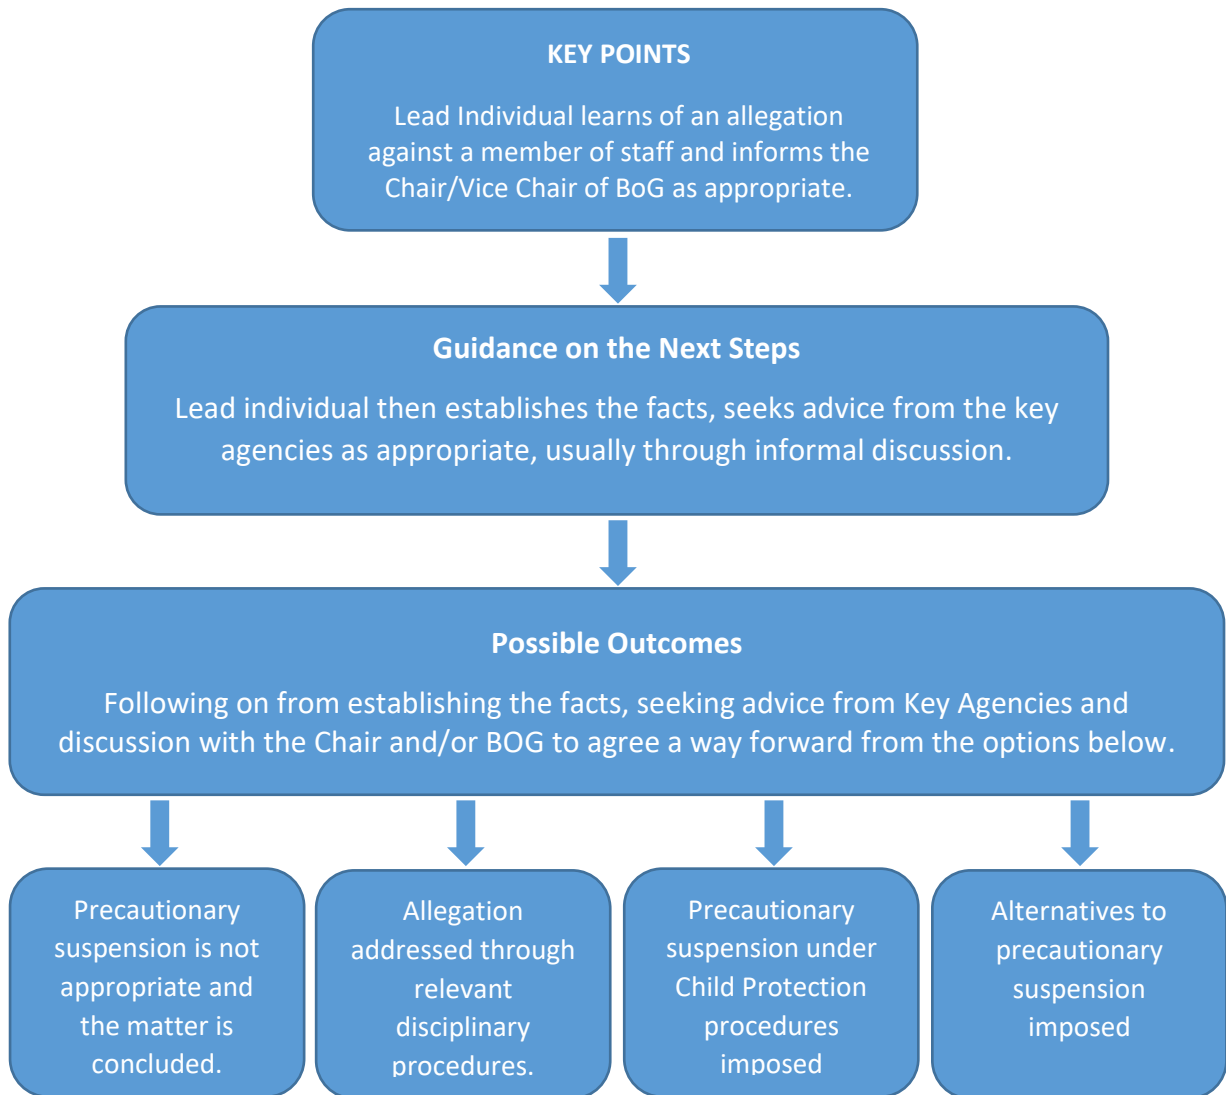 KEY POINTS
Lead Individual learns of an allegation
against a member of staff and informs the
Chair/Vice Chair of BoG as appropriate.
Guidance on the Next Steps
Lead individual then establishes the facts, seeks advice from the key
agencies as appropriate, usually through informal discussion.
Possible Outcomes
Following on from establishing the facts, seeking advice from Key Agencies and
discussion with the Chair and/or BOG to agree a way forward from the options below.
Precautionary
suspension is not
appropriate and
the matter is
concluded.
Allegation
addressed through
relevant
disciplinary
procedures.
Precautionary
suspension under
Child Protection
procedures
imposed
Alternatives to
precautionary
suspension
imposed